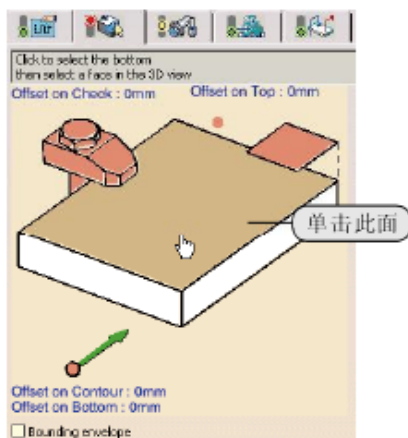 Click to select the bottom
then select a face in the 3D view
Offset on Check : 0mm Offset on Top : 0mm
单击此面
Offset on Contour : 0mm
Offset on Bottom : 0mm
Bounding envelope